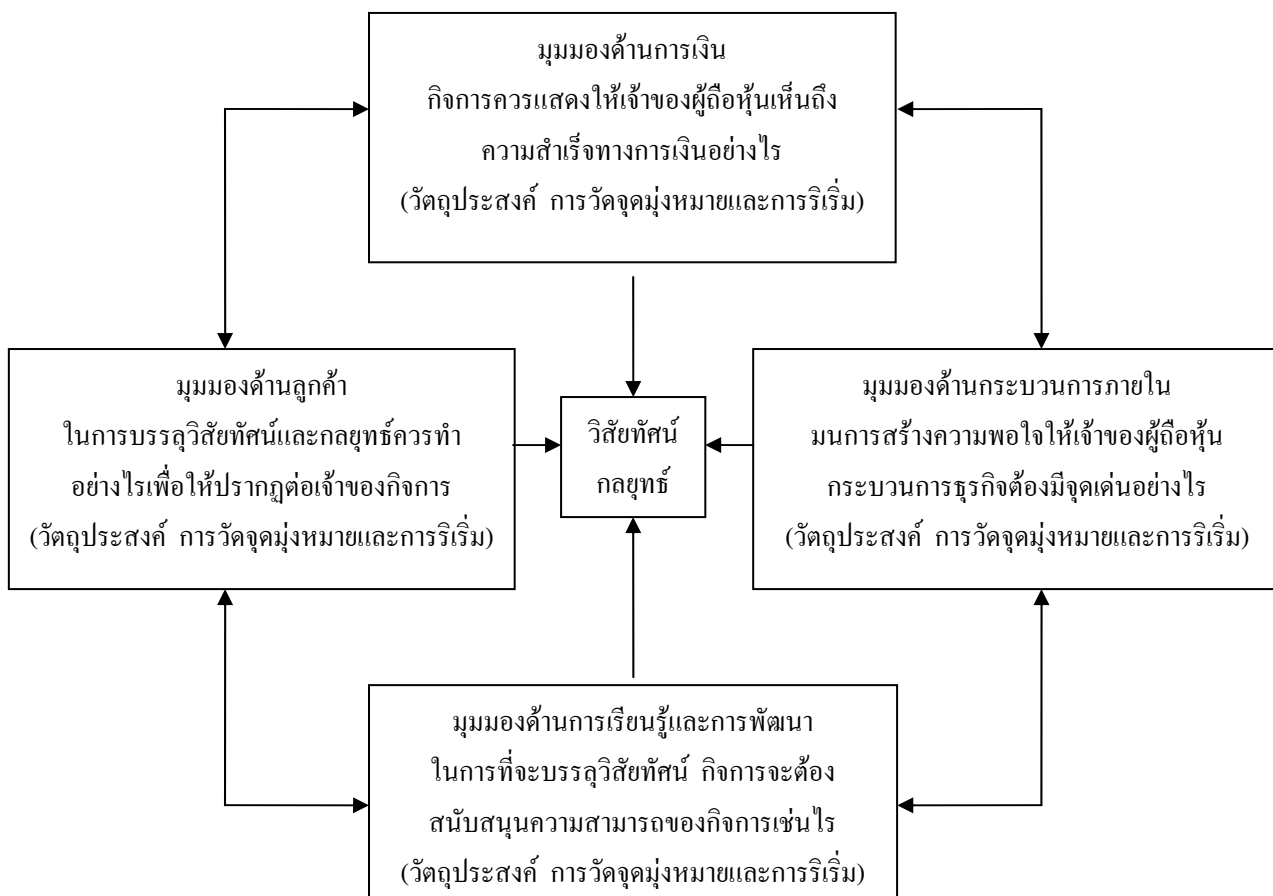 มุมมองด้านการเงิน
กิจการควรแสดงให้เจ้าของผู้ถือหุ้นเห็นถึง
ความสำเร็จทางการเงินอย่างไร
(วัตถุประสงค์ การวัดจุดมุ่งหมายและการริเริ่ม)
มุมมองด้านลูกค้า
ในการบรรลุวิสัยทัศน์และกลยุทธ์ควรทำ
อย่างไรเพื่อให้ปรากฏต่อเจ้าของกิจการ
(วัตถุประสงค์ การวัดจุดมุ่งหมายและการริเริ่ม)
วิสัยทัศน์
กลยุทธ์
มุมมองด้านกระบวนการภายใน
มนการสร้างความพอใจให้เจ้าของผู้ถือหุ้น
กระบวนการธุรกิจต้องมีจุดเด่นอย่างไร
(วัตถุประสงค์ การวัดจุดมุ่งหมายและการริเริ่ม)
มุมมองด้านการเรียนรู้และการพัฒนา
ในการที่จะบรรลุวิสัยทัศน์ กิจการจะต้อง
สนับสนุนความสามารถของกิจการเช่นไร
(วัตถุประสงค์ การวัดจุดมุ่งหมายและการริเริ่ม)